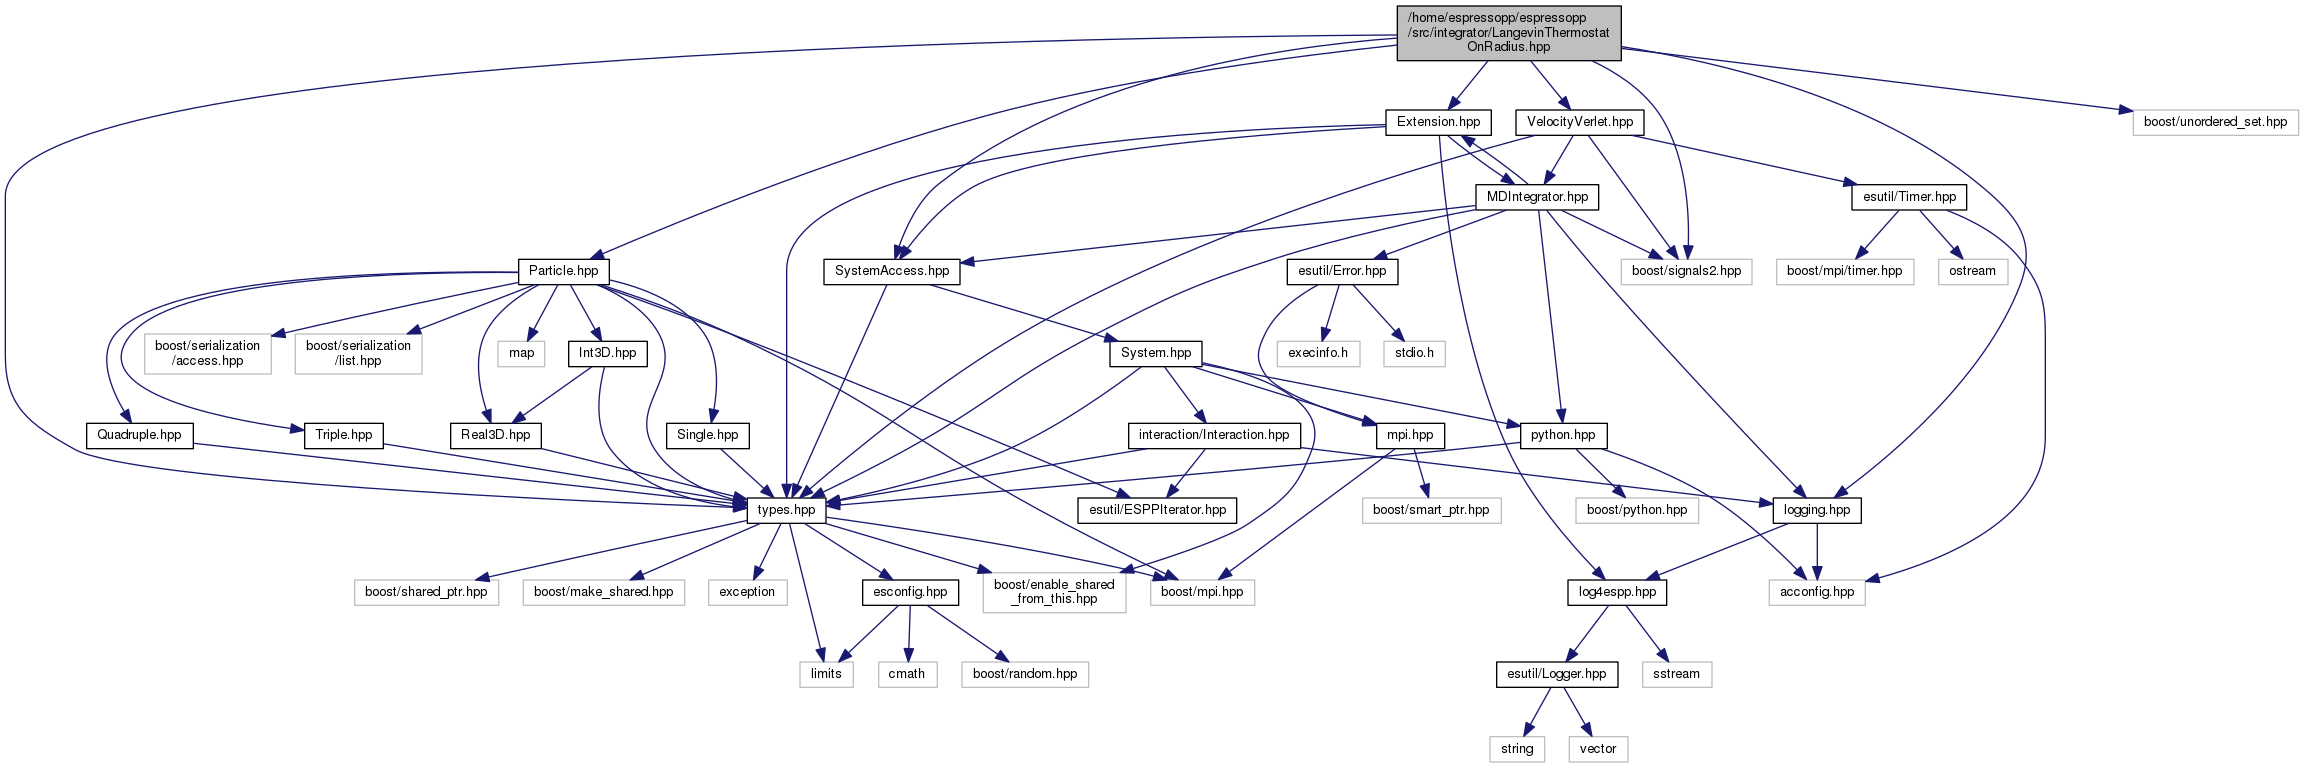 /home/espressopp/espressopp
/src/integrator/LangevinThermostat
OnRadius.hpp
Extension.hpp
VelocityVerlet.hpp
boost/unordered_set.hpp
MDIntegrator.hpp
esutil/Timer.hpp
Particle.hpp
SystemAccess.hpp
esutil/Error.hpp
boost/signals2.hpp
boost/mpi/timer.hpp
ostream
boost/serialization
/access.hpp
boost/serialization
/list.hpp
map
Int3D.hpp
System.hpp
execinfo.h
stdio.h
Quadruple.hpp
Triple.hpp
Real3D.hpp
Single.hpp
interaction/Interaction.hpp
mpi.hpp
python.hpp
types.hpp
esutil/ESPPIterator.hpp
boost/smart_ptr.hpp
boost/python.hpp
logging.hpp
boost/shared_ptr.hpp
boost/make_shared.hpp
exception
esconfig.hpp
boost/enable_shared
_from_this.hpp
boost/mpi.hpp
log4espp.hpp
acconfig.hpp
limits
cmath
boost/random.hpp
esutil/Logger.hpp
sstream
string
vector